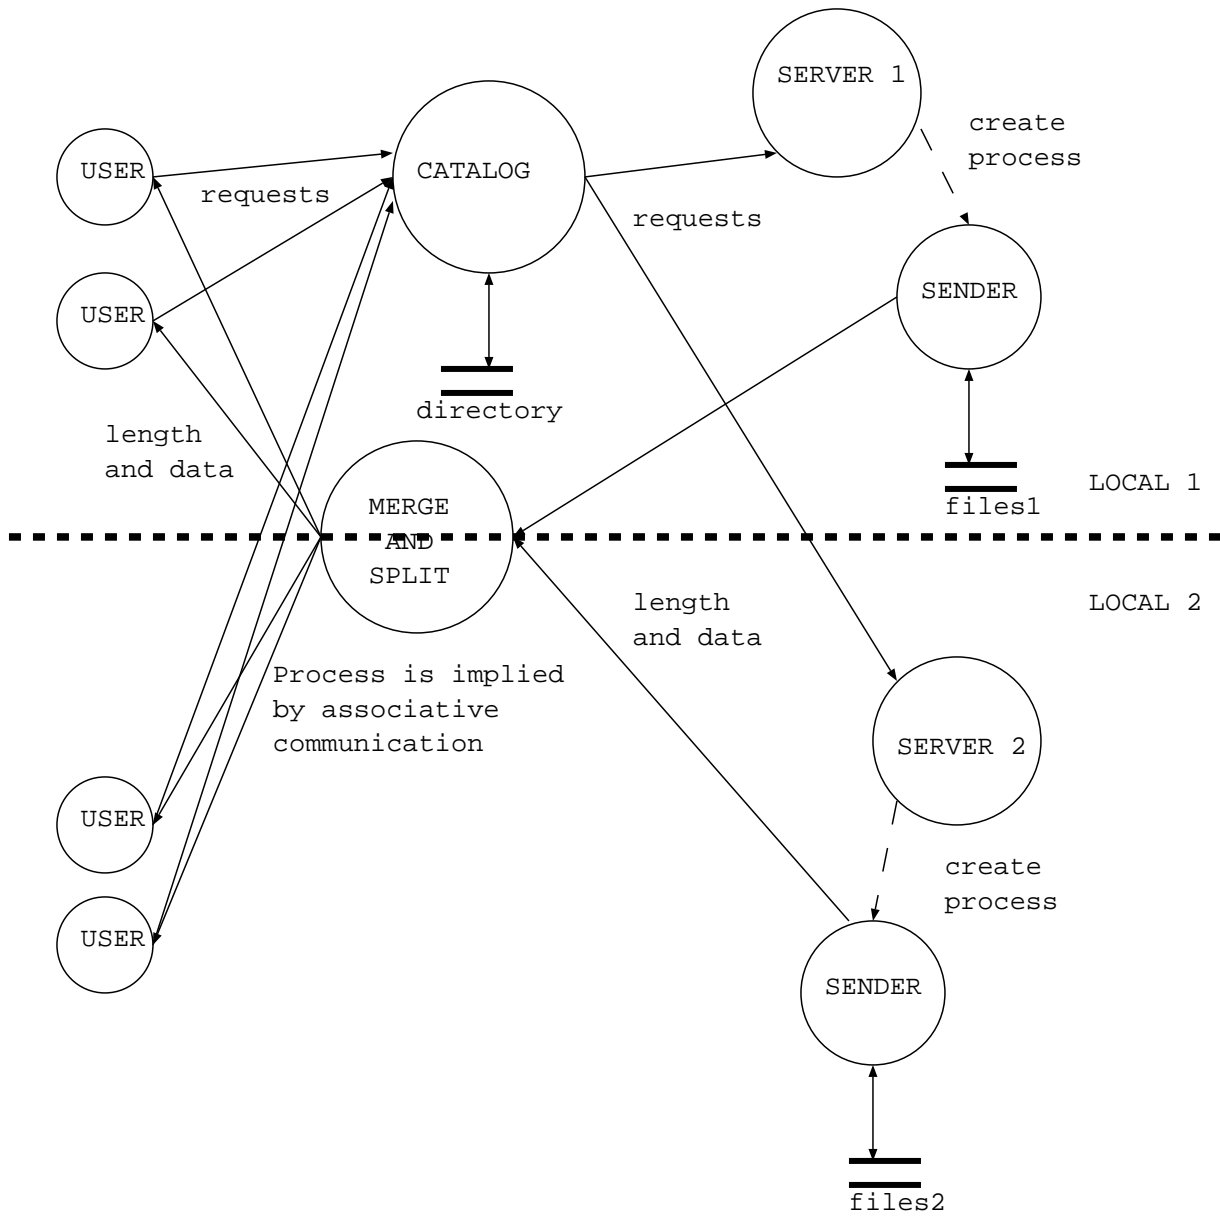 SERVER 1
create
process
USER
CATALOG
requests
requests
SENDER
USER
directory
length
and data
LOCAL 1
files1
MERGE
AND
SPLIT
length
and data
LOCAL 2
Process is implied
by associative
communication
SERVER 2
USER
create
process
USER
SENDER
files2